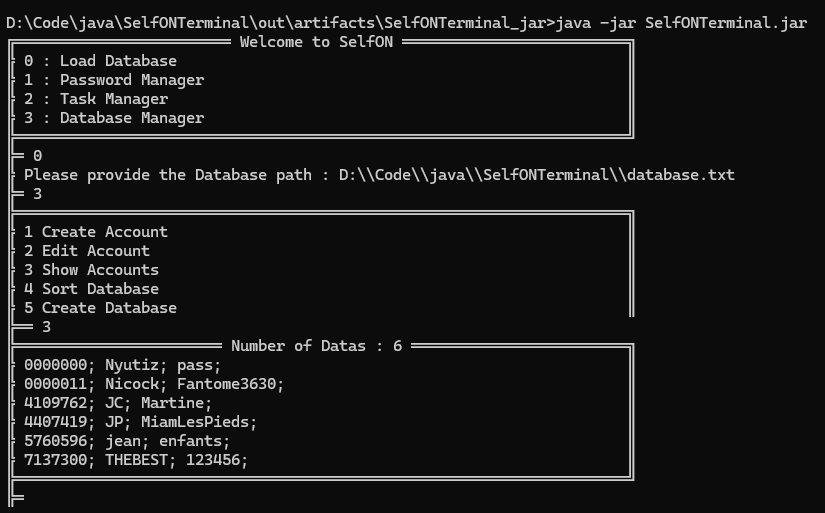 D:\Code\java\SelfONTerminal\out\artifacts\SelfONTerminal_jar>java -jar SelfONTerminal.jar
Welcome to SelfON
0 : Load Database
1 : Password Manager
2 : Task Manager
3 : Database Manager
0
Please provide the Database path : D:\\Code\\java\\SelfONTerminal\\database.txt
3
1 Create Account
2 Edit Account
3 Show Accounts
4 Sort Database
5 Create Database
3
Number of Datas : 6
0000000; Nyutiz; pass;
0000011; Nicock; Fantome3630;
4109762; JC; Martine;
4407419; JP; MiamLesPieds;
5760596; jean; enfants;
7137300; THEBEST; 123456;